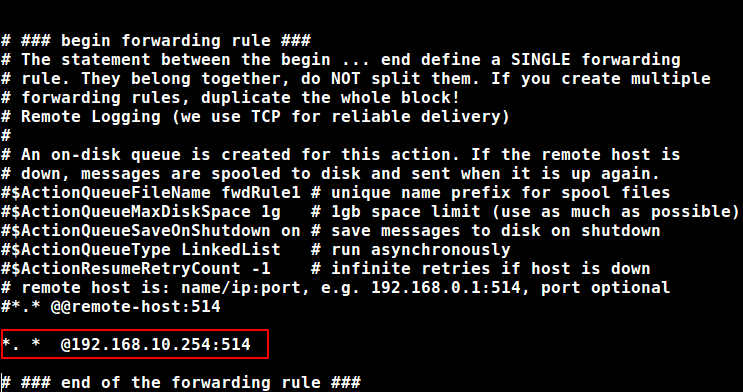 # ### begin forwarding rule ###
# The statement between the begin ... end define a SINGLE forwarding
# rule. They belong together, do NOT split them. If you create multiple
# forwarding rules, duplicate the whole block!
# Remote Logging (we use TCP for reliable delivery)
#
# An on-disk queue is created for this action. If the remote host is
# down, messages are spooled to disk and sent when it is up again.
#$ActionQueueFileName fwdRule1 # unique name prefix for spool files
#$ActionQueueMaxDiskSpace 1g   # 1gb space limit (use as much as possible)
#$ActionQueueSaveOnShutdown on # save messages to disk on shutdown
#$ActionQueueType LinkedList   # run asynchronously
#$ActionResumeRetryCount -1    # infinite retries if host is down
# remote host is: name/ip:port, e.g. 192.168.0.1:514, port optional
#*.* @@remote-host:514
*. *  @192.168.10.254:514
# ### end of the forwarding rule ###